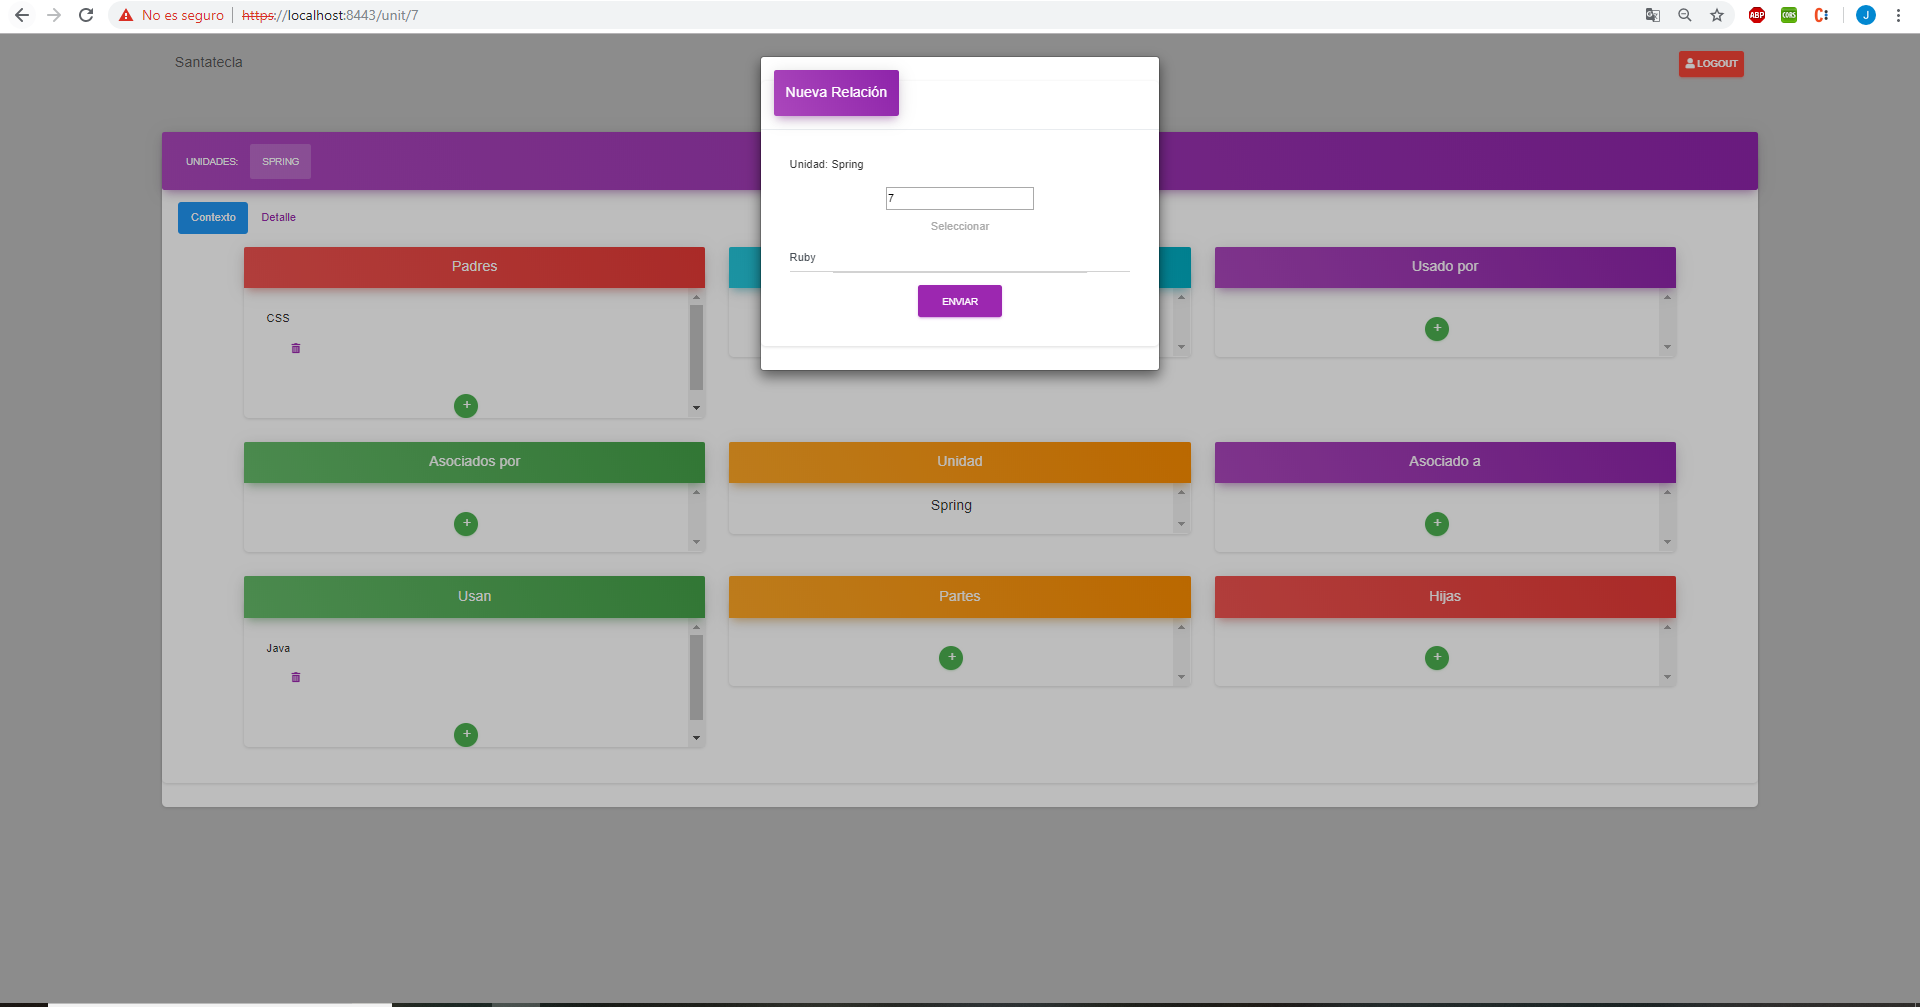 No es seguro https://localhost:8443/unit/7
ABP
CORS
C
J
Santatecla
LOGOUT
Nueva Relación
Unidad: Spring
7
Seleccionar
Ruby
ENVIAR
UNIDADES: SPRING
Contexto Detalle
Padres
Usado por
CSS
+
+
Asociados por
Unidad
Asociado a
Spring
+
+
Usan
Partes
Hijas
Java
+
+
+